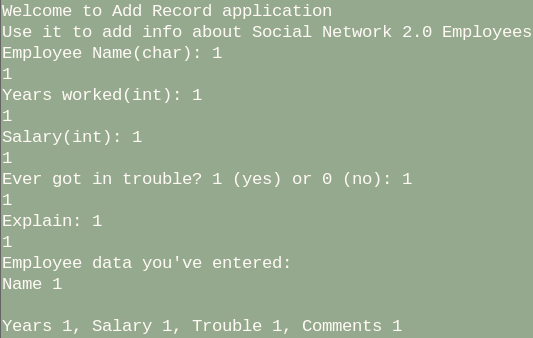 Welcome to Add Record application
Use it to add info about Social Network 2.0 Employees
Employee Name(char): 1
1
Years worked(int): 1
1
Salary(int): 1
1
Ever got in trouble? 1 (yes) or 0 (no): 1
1
Explain: 1
1
Employee data you've entered:
Name 1
Years 1, Salary 1, Trouble 1, Comments 1